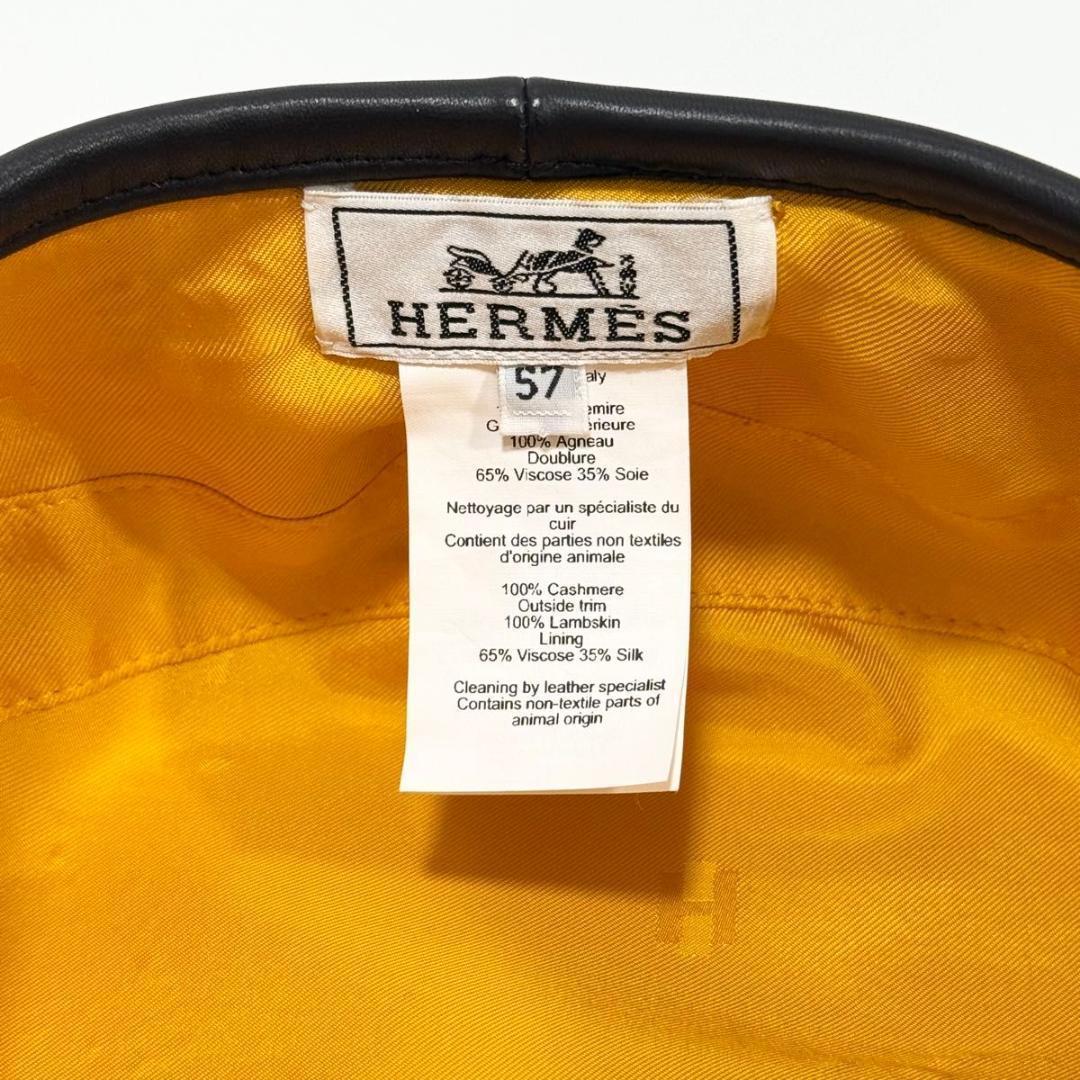 HERMES
57
100% Agneau
Doublure
65% Viscose 35% Soie
Nettoyage par un spécialiste du
cuir
Contient des parties non textiles
d'origine animale
100% Cashmere
Outside trim
100% Lambskin
Lining
65% Viscose 35% Silk
Cleaning by leather specialist
Contains non-textile parts of
animal origin
H